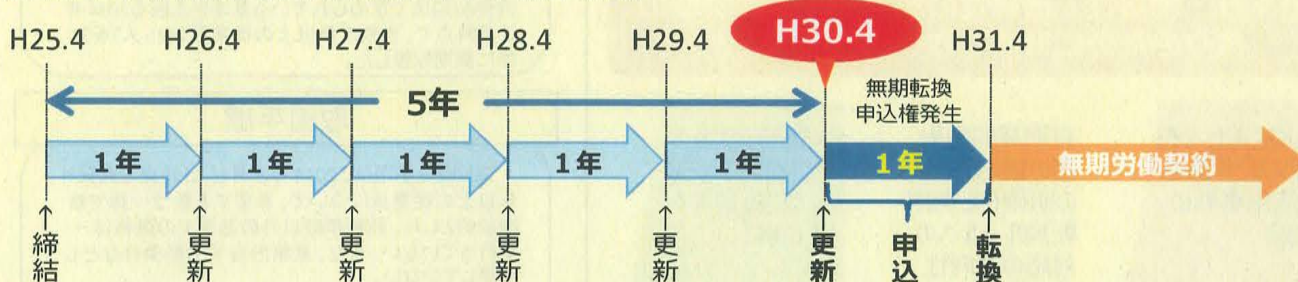 H25.4 H26.4 H27.4 H28.4 H29.4 H30.4 H31.4
無期転換
申込権発生
5年
1年 1年 1年 1年 1年 1年 無期労働契約
↑締結 ↑更新 ↑更新 ↑更新 ↑更新 ↑更新 申込 ↑転換